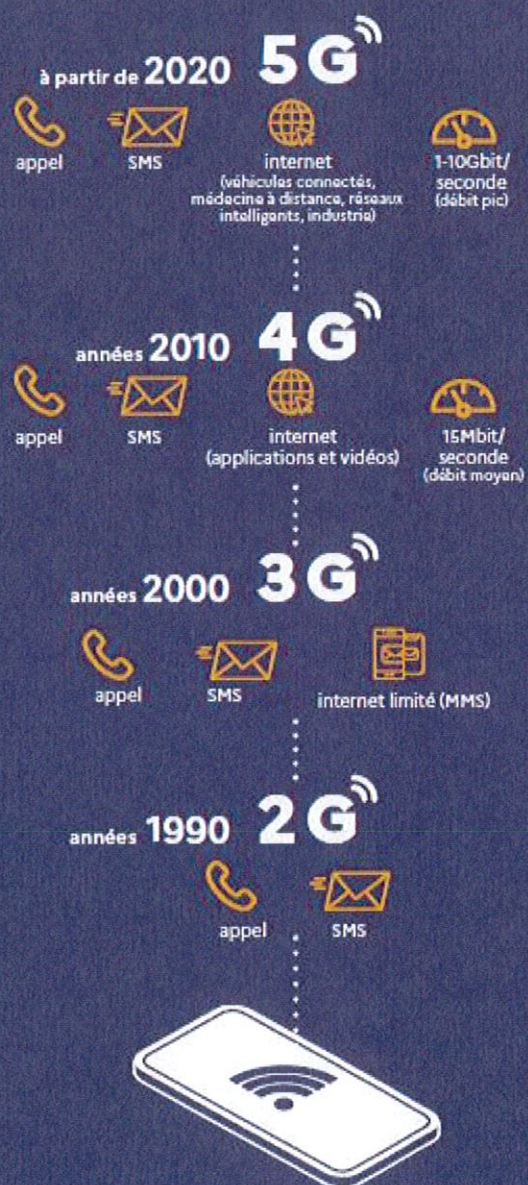 à partir de 2020 5G
appel
SMS
internet
(véhicules connectés,
médecine à distance, réseaux
intelligents, industrie)
1-10Gbit/
seconde
(débit pic)
années 2010 4G
appel
SMS
internet
(applications et vidéos)
15Mbit/
seconde
(débit moyen)
années 2000 3G
appel
SMS
internet limité (MMS)
années 1990 2G
appel
SMS